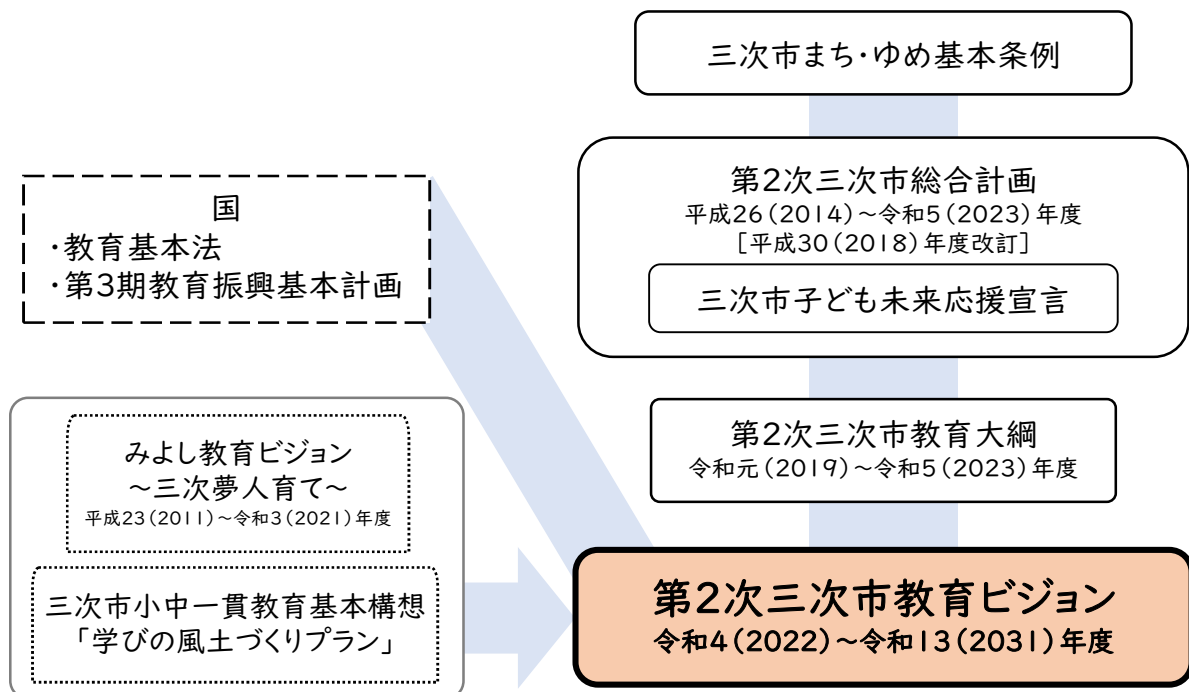 三次市まち・ゆめ基本条例
第2次三次市総合計画
平成26(2014)~令和5(2023)年度
[平成30(2018)年度改訂]
三次市子ども未来応援宣言
国
・教育基本法
・第3期教育振興基本計画
第2次三次市教育大綱
令和元(2019)~令和5(2023)年度
みよし教育ビジョン
~三次夢人育て~
平成23(2011)~令和3(2021)年度
三次市小中一貫教育基本構想
「学びの風土づくりプラン」
第2次三次市教育ビジョン
令和4(2022)~令和13(2031)年度